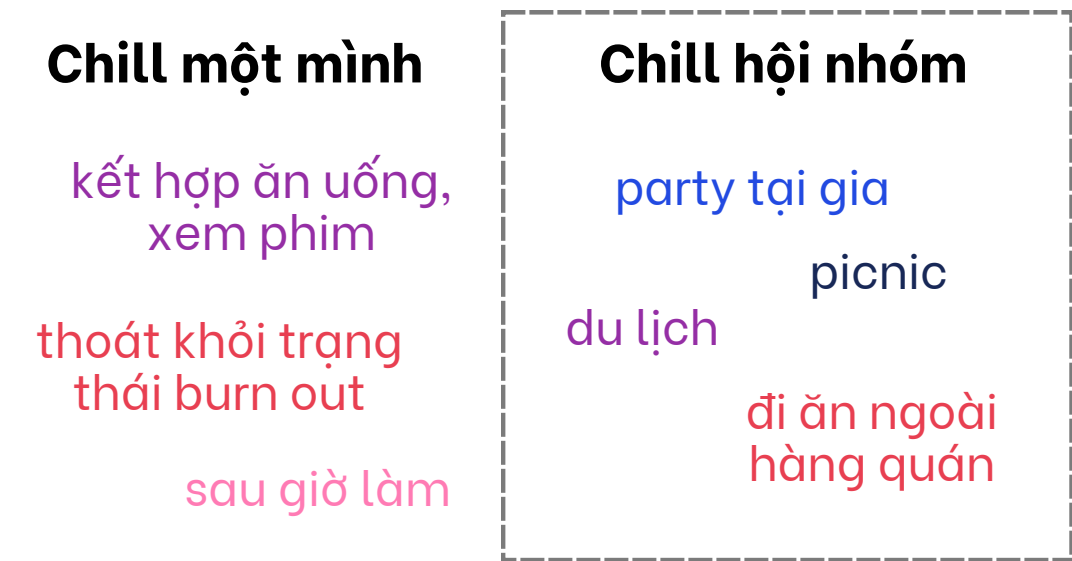 Chill một mình
kết hợp ăn uống,
xem phim
thoát khỏi trạng
thái burn out
sau giờ làm
Chill hội nhóm
party tại gia
picnic
du lịch
đi ăn ngoài
hàng quán